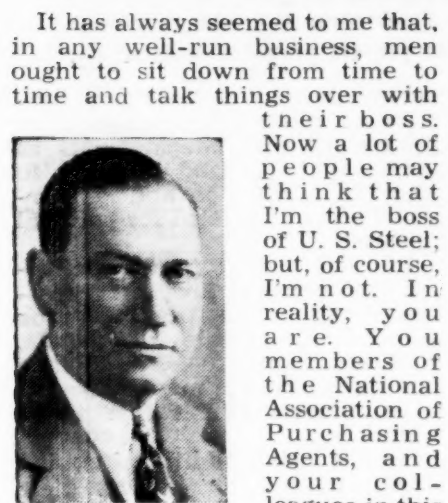 It has always seemed to me that,
in any well-run business, men
ought to sit down from time to
time and talk things over with
tneir boss.
Now a lot of
people may
think that
I'm the boss
of U. S. Steel;
but, of course,
I'm not. In
reality, you
are. You
members of
the National
Association of
Purchasing
Agents, and
your col-
leagues in this